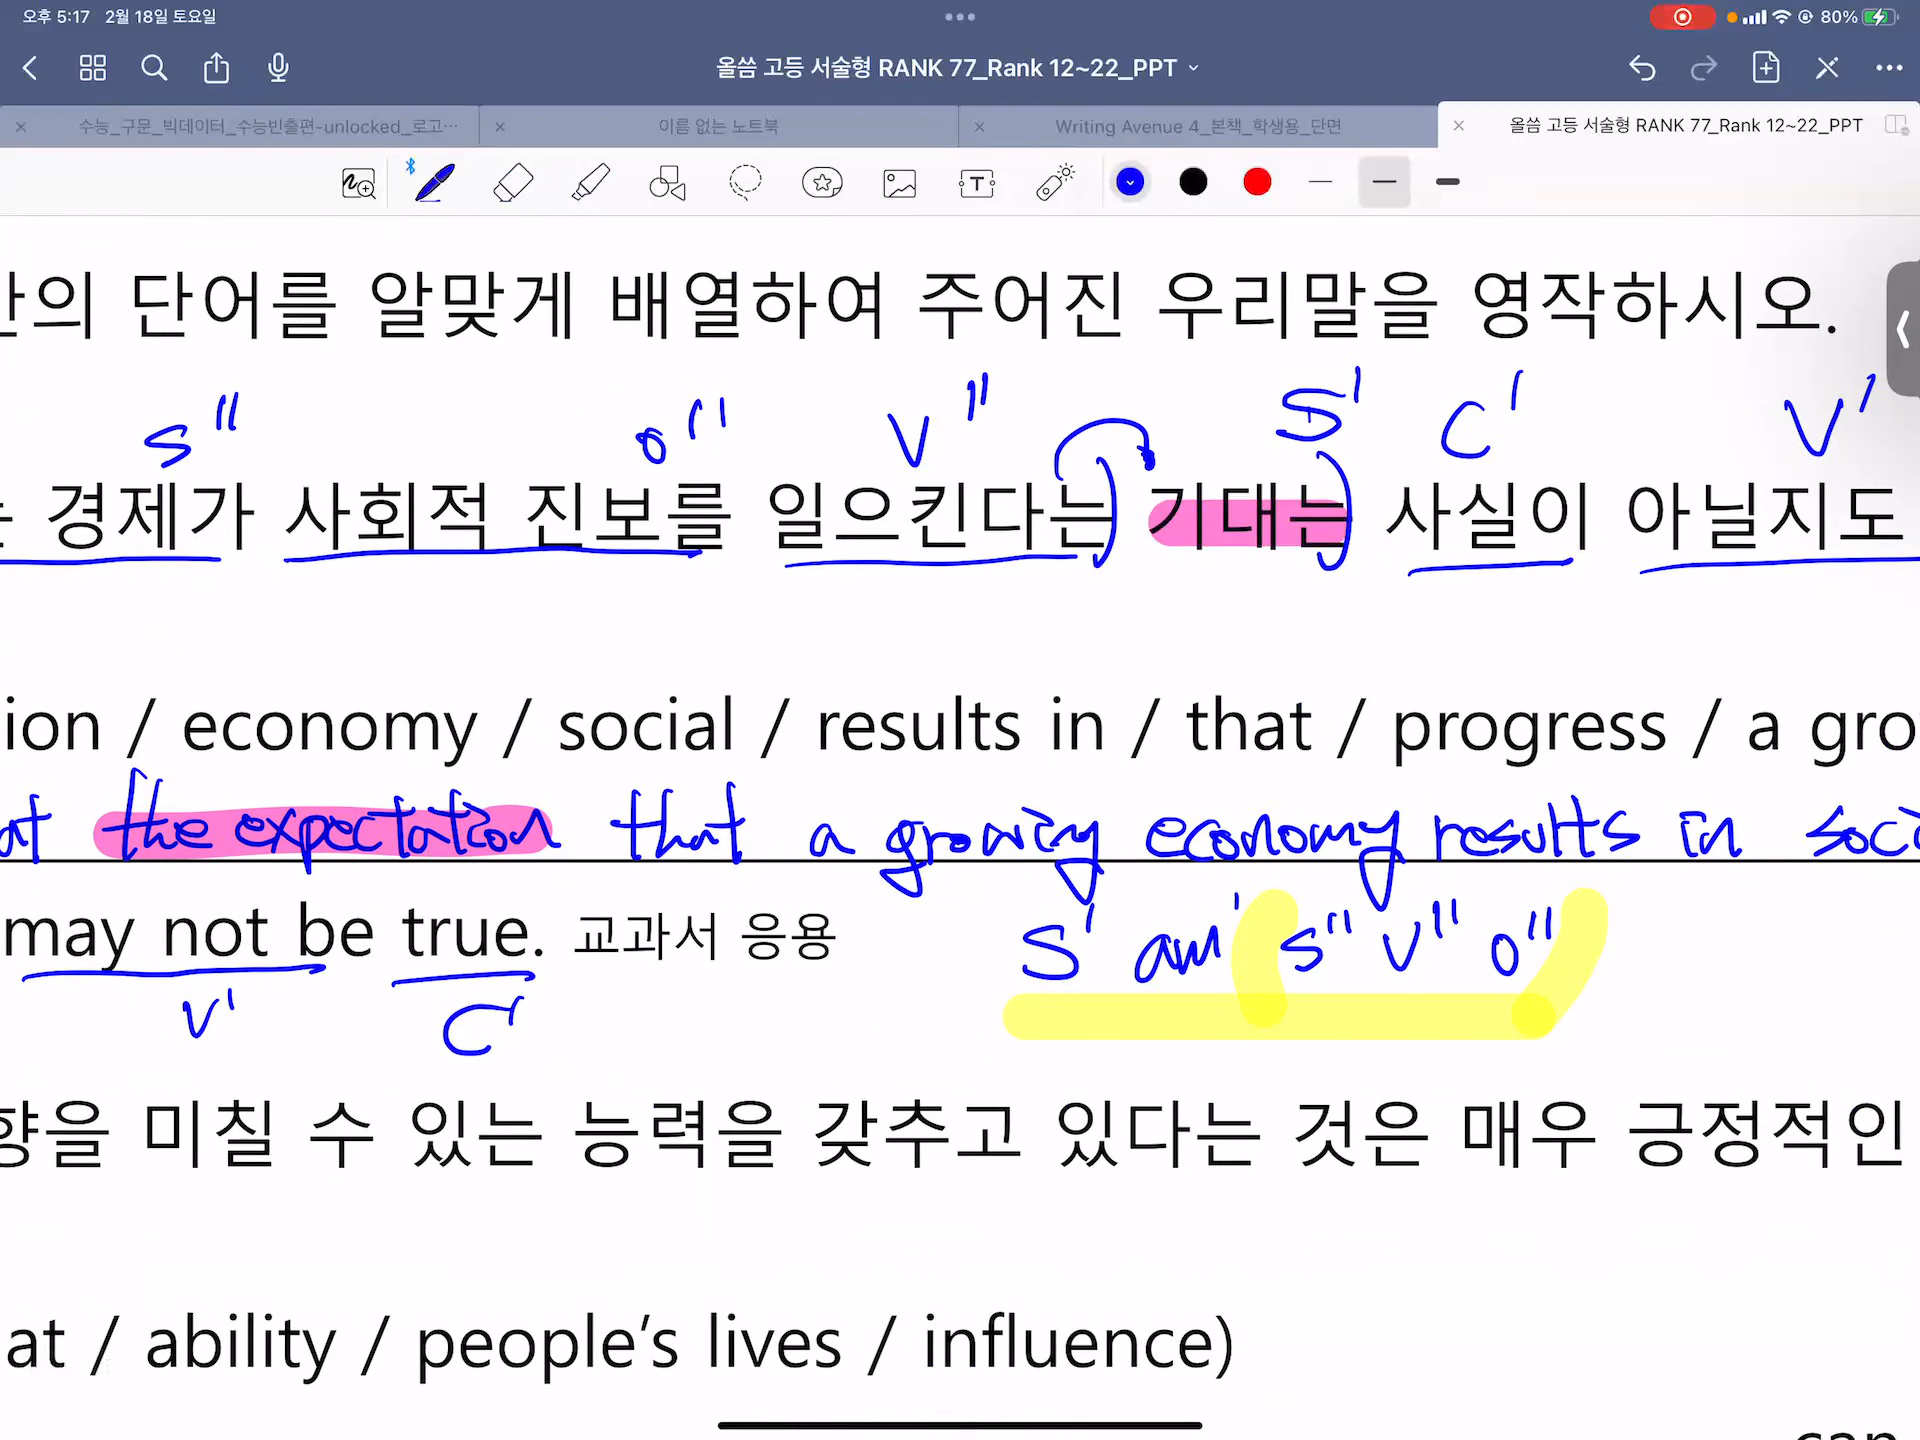 오후 5:17 2월 18일 토요일
80%
올씀 고등 서술형 RANK 77_Rank 12~22_PPT
수능_구문_빅데이터_수능빈출편-unlocked_로고…
이름 없는 노트북
Writing Avenue 4_본책_학생용_단면
올씀 고등 서술형 RANK 77_Rank 12~22_PPT
의 단어를 알맞게 배열하여 주어진 우리말을 영작하시오.
s" o" v" S' C' V'
경제가 사회적 진보를 일으킨다는) 기대는) 사실이 아닐지도
ion / economy / social / results in / that / progress / a gro
at the expectation that a growing economy results in soci
may not be true. 교과서 응용
S' s" v" o"
v' C'
향을 미칠 수 있는 능력을 갖추고 있다는 것은 매우 긍정적인
at / ability / people's lives / influence)